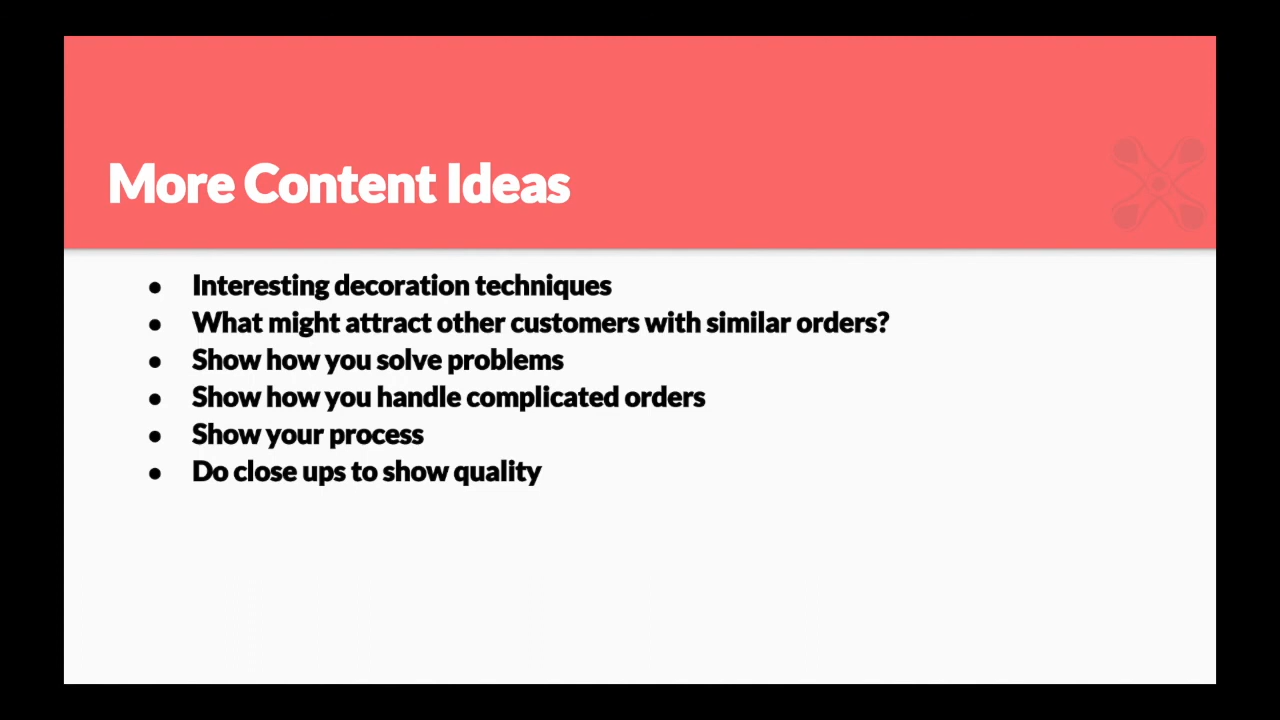 More Content Ideas
● Interesting decoration techniques
● What might attract other customers with similar orders?
● Show how you solve problems
● Show how you handle complicated orders
● Show your process
● Do close ups to show quality